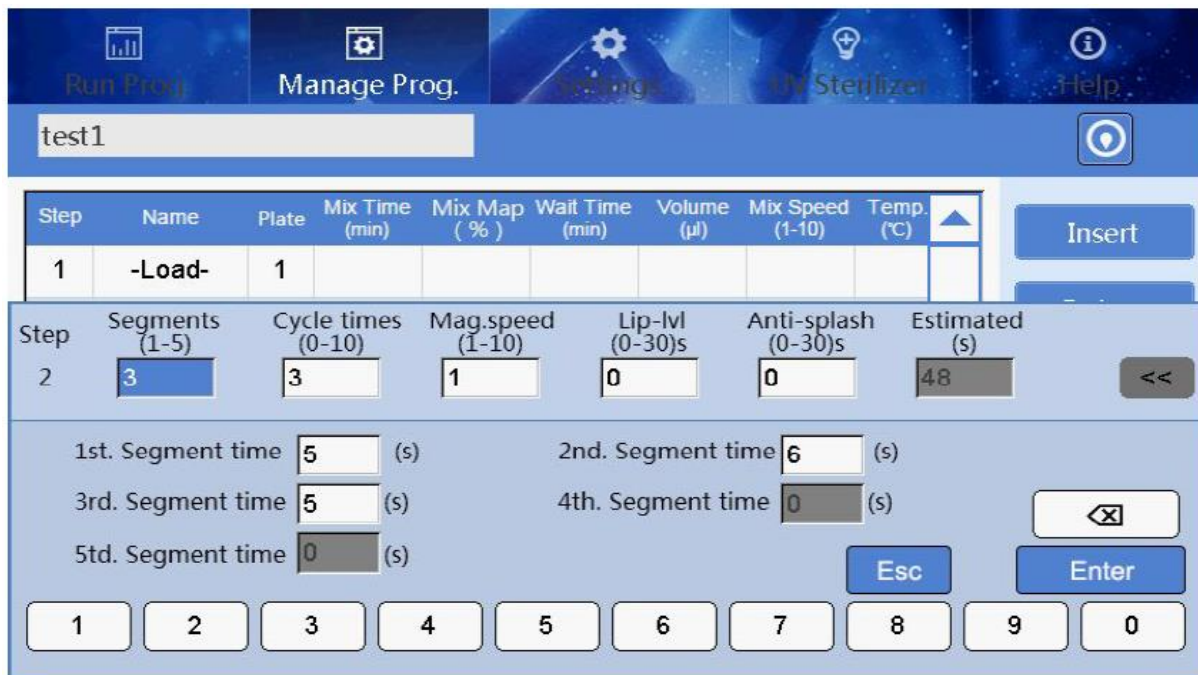 Run Prog. Manage Prog. Settings UV Sterilizer Help
test1
Step Name Plate Mix Time (min) Mix Map ( % ) Wait Time (min) Volume (μl) Mix Speed (1-10) Temp. (℃)
Insert
1 -Load- 1
Step Segments (1-5) Cycle times (0-10) Mag.speed (1-10) Lip-lvl (0-30)s Anti-splash (0-30)s Estimated (s)
2 3 3 1 0 0 48 <<
1st. Segment time 5 (s) 2nd. Segment time 6 (s)
3rd. Segment time 5 (s) 4th. Segment time 0 (s)
5td. Segment time 0 (s)
Esc Enter
1 2 3 4 5 6 7 8 9 0